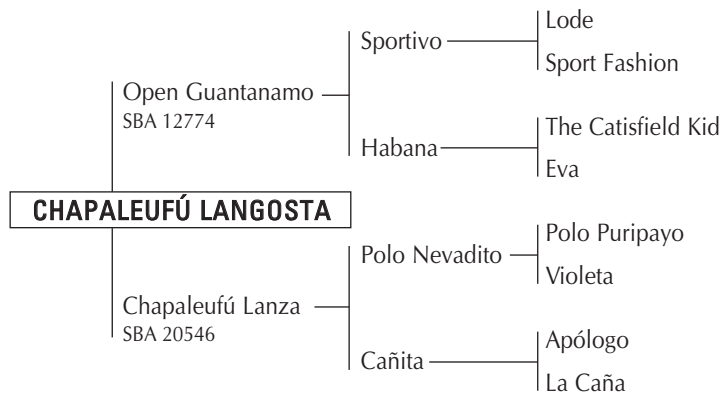 Lode
Sportivo
Sport Fashion
Open Guantanamo
SBA 12774
The Catisfield Kid
Habana
Eva
CHAPALEUFÚ LANGOSTA
Polo Puripayo
Polo Nevadito
Violeta
Chapaleufú Lanza
SBA 20546
Apólogo
Cañita
La Caña